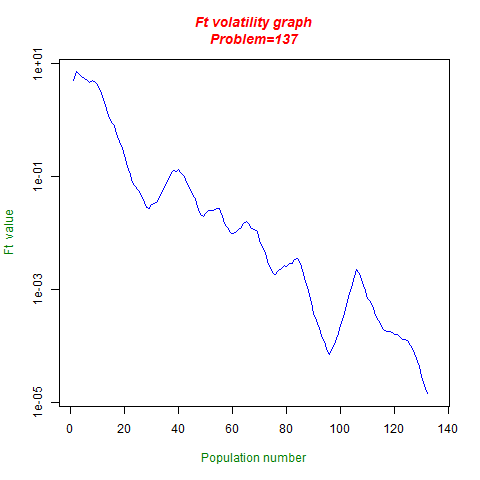 Ft volatility graph
Problem=137
1e+01
1e-01
1e-03
1e-05
Ft value
0 20 40 60 80 100 120 140
Population number